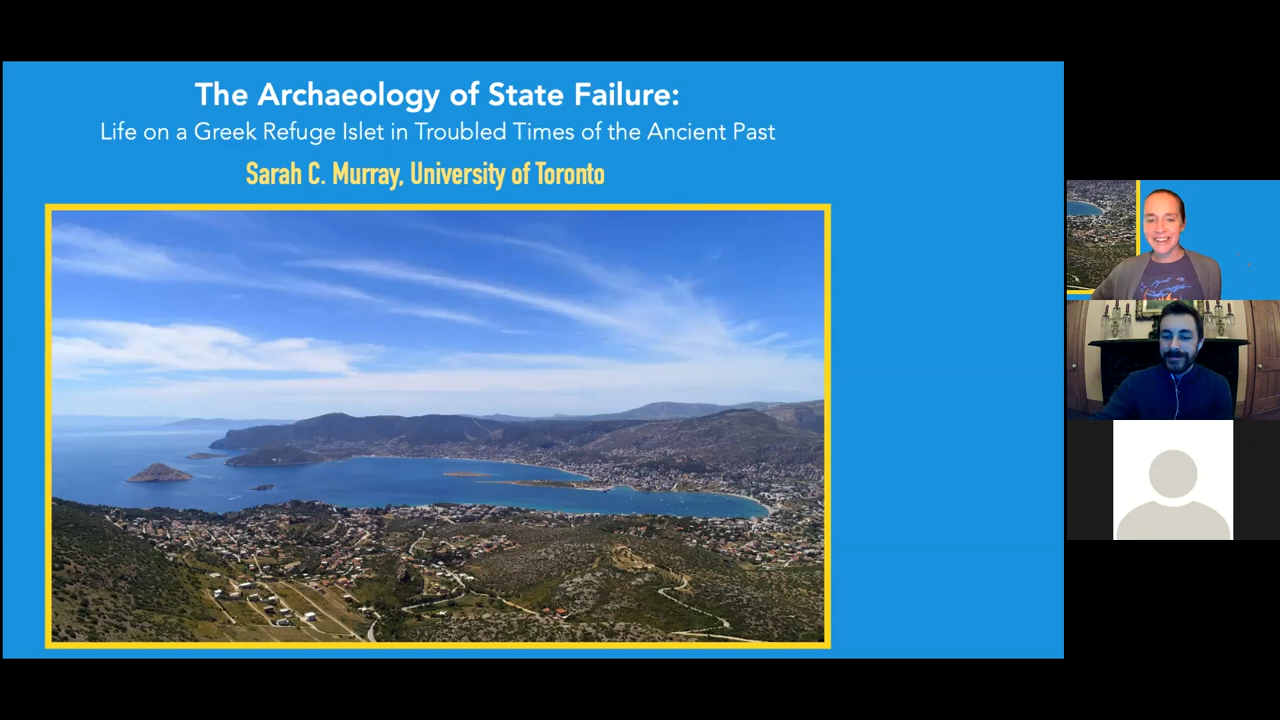 The Archaeology of State Failure:
Life on a Greek Refuge Islet in Troubled Times of the Ancient Past
Sarah C. Murray, University of Toronto